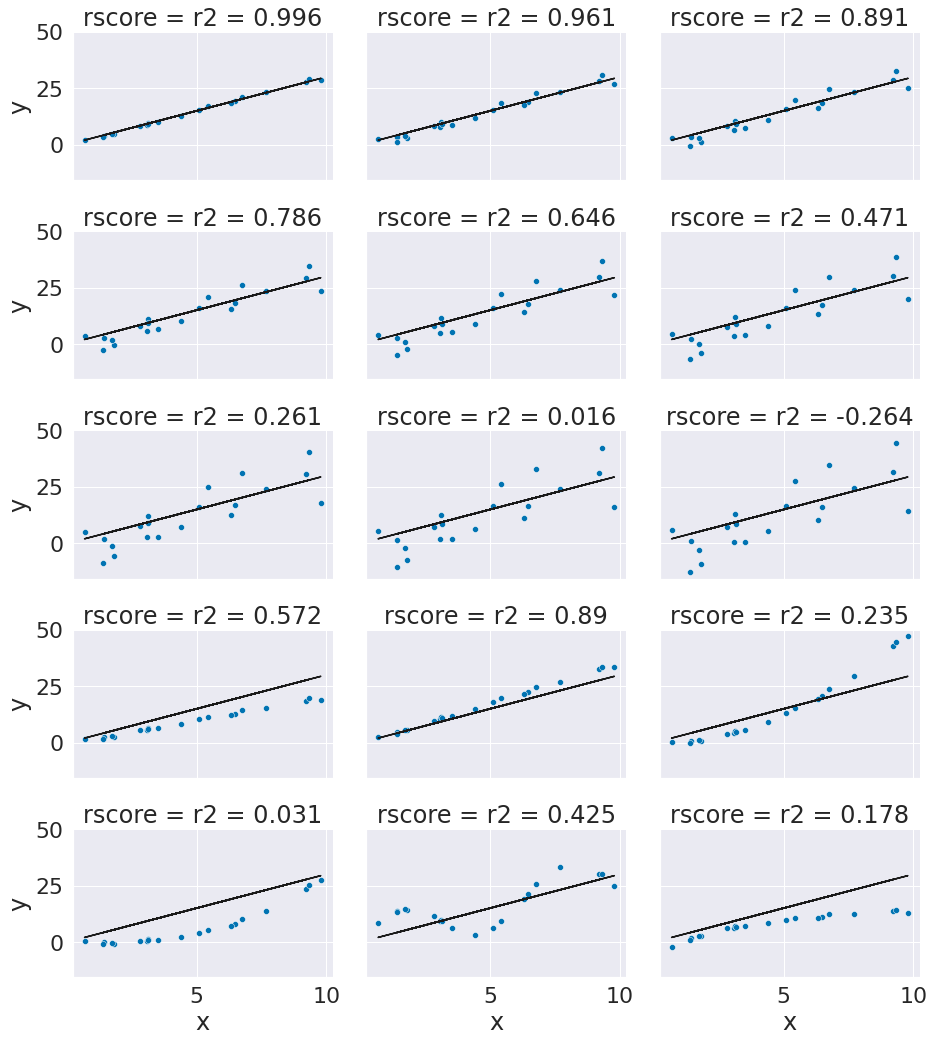 rscore = r2 = 0.996
rscore = r2 = 0.961
rscore = r2 = 0.891
50
25
0
y
rscore = r2 = 0.786
rscore = r2 = 0.646
rscore = r2 = 0.471
50
25
0
y
rscore = r2 = 0.261
rscore = r2 = 0.016
rscore = r2 = -0.264
50
25
0
y
rscore = r2 = 0.572
rscore = r2 = 0.89
rscore = r2 = 0.235
50
25
0
y
rscore = r2 = 0.031
rscore = r2 = 0.425
rscore = r2 = 0.178
50
25
0
y
5 10
5 10
5 10
x
x
x